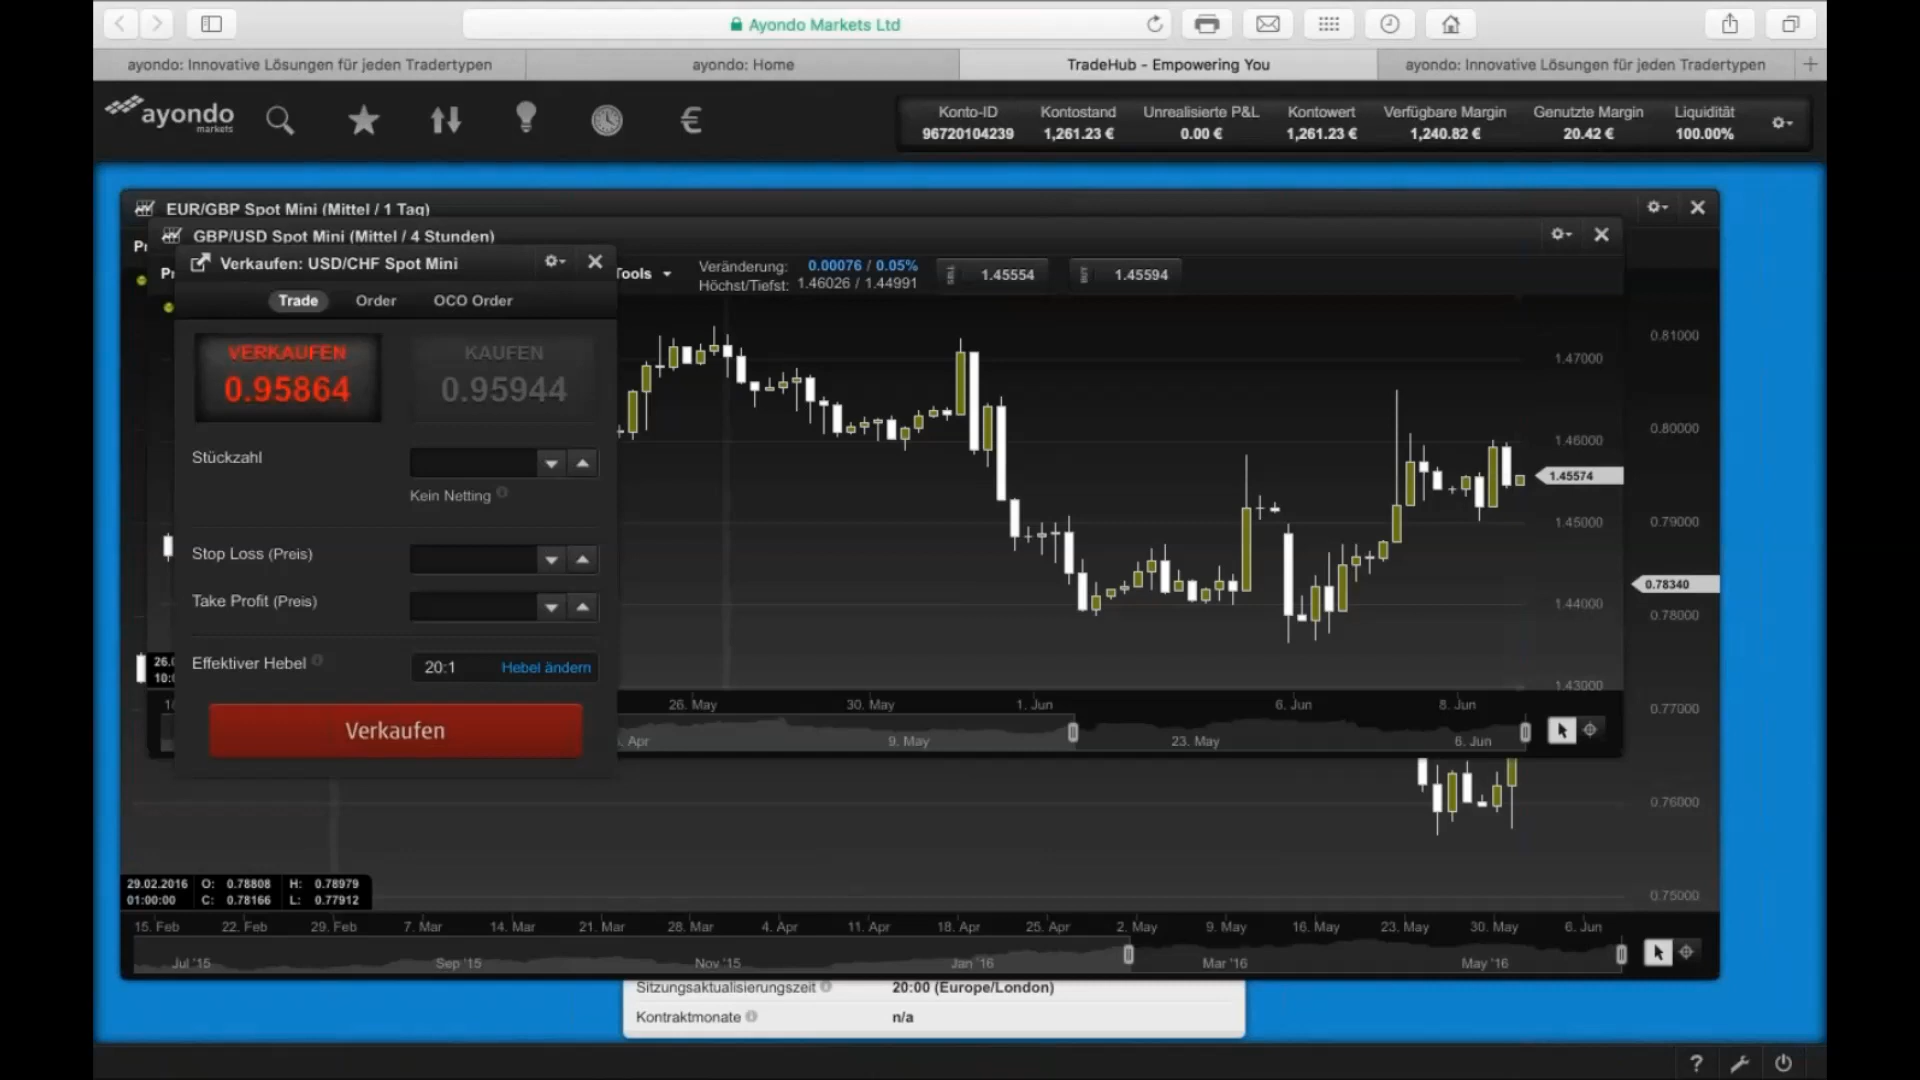 Ayondo Markets Ltd
ayondo: Innovative Lösungen für jeden Tradertypen
ayondo: Home
TradeHub - Empowering You
ayondo: Innovative Lösungen für jeden Tradertypen
ayondo
markets
€
Konto-ID
96720104239
Kontostand
1,261.23 €
Unrealisierte P&L
0.00 €
Kontowert
1,261.23 €
Verfügbare Margin
1,240.82 €
Genutzte Margin
20.42 €
Liquidität
100.00%
EUR/GBP Spot Mini (Mittel / 1 Tag)
GBP/USD Spot Mini (Mittel / 4 Stunden)
Verkaufen: USD/CHF Spot Mini
Tools
Veränderung: 0.00076 / 0.05%
Höchst/Tiefst: 1.46026 / 1.44991
SELL 1.45554
BUY 1.45594
Trade
Order
OCO Order
VERKAUFEN
0.95864
KAUFEN
0.95944
Stückzahl
Kein Netting
Stop Loss (Preis)
Take Profit (Preis)
Effektiver Hebel
20:1
Hebel ändern
Verkaufen
1.47000
1.46000
1.45574
1.45000
1.44000
1.43000
0.81000
0.80000
0.79000
0.78340
0.78000
0.77000
0.76000
0.75000
26. May
30. May
1. Jun
6. Jun
8. Jun
Apr
9. May
23. May
6. Jun
29.02.2016 O: 0.78808 H: 0.78979
01:00:00 C: 0.78166 L: 0.77912
15. Feb
22. Feb
29. Feb
7. Mar
14. Mar
21. Mar
28. Mar
4. Apr
11. Apr
18. Apr
25. Apr
2. May
9. May
16. May
23. May
30. May
6. Jun
Jul '15
Sep '15
Nov '15
Jan '16
Mar '16
May '16
Sitzungsaktualisierungszeit
20:00 (Europe/London)
Kontraktmonate
n/a
?